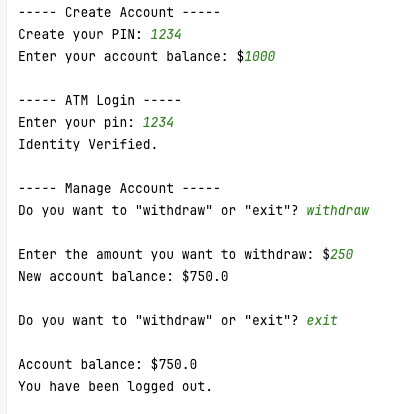 ----- Create Account -----
Create your PIN: 1234
Enter your account balance: $1000
----- ATM Login -----
Enter your pin: 1234
Identity Verified.
----- Manage Account -----
Do you want to "withdraw" or "exit"? withdraw
Enter the amount you want to withdraw: $250
New account balance: $750.0
Do you want to "withdraw" or "exit"? exit
Account balance: $750.0
You have been logged out.